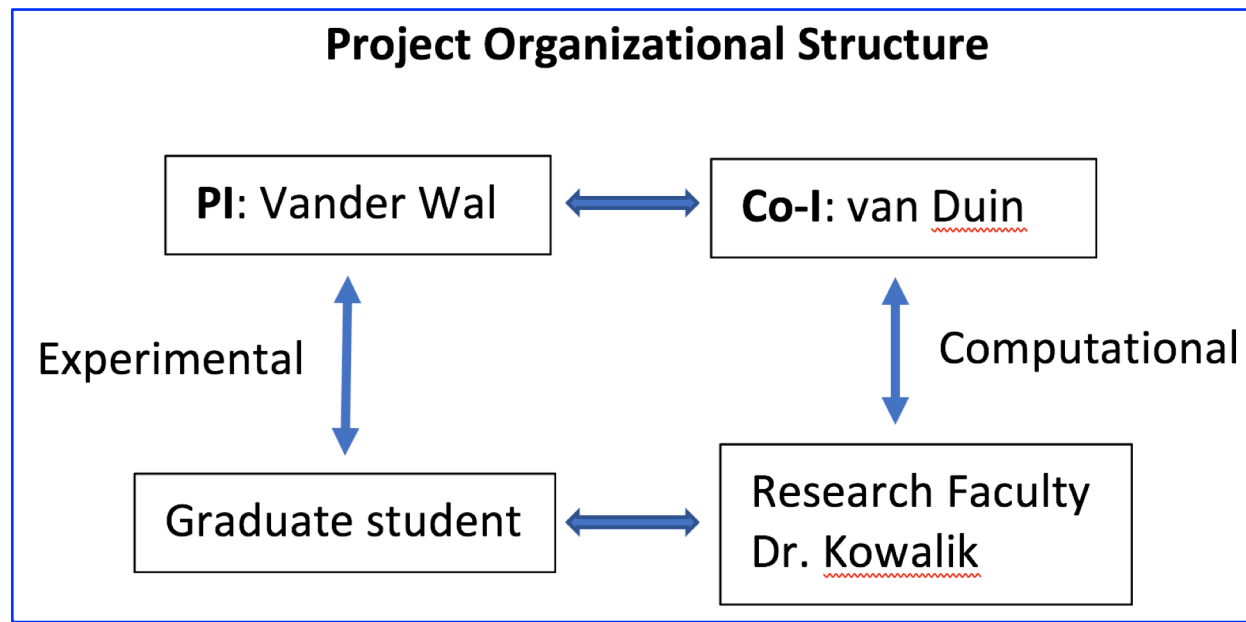 Project Organizational Structure
PI: Vander Wal
Co-I: van Duin
Experimental
Computational
Graduate student
Research Faculty
Dr. Kowalik